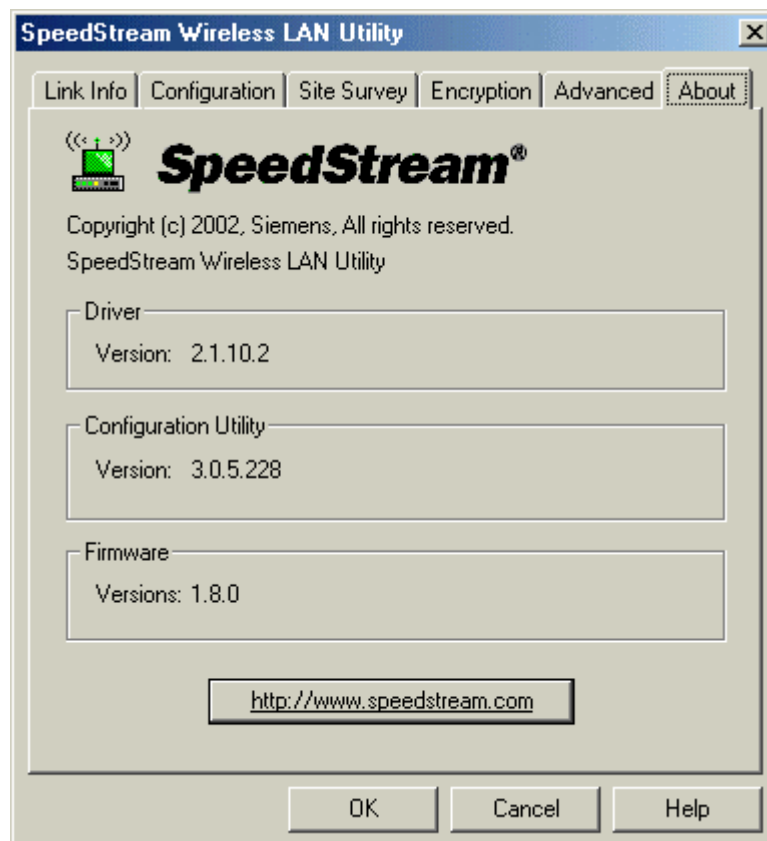 SpeedStream Wireless LAN Utility
Link Info Configuration Site Survey Encryption Advanced About
SpeedStream®
Copyright (c) 2002, Siemens, All rights reserved.
SpeedStream Wireless LAN Utility
Driver
Version: 2.1.10.2
Configuration Utility
Version: 3.0.5.228
Firmware
Versions: 1.8.0
http://www.speedstream.com
OK Cancel Help